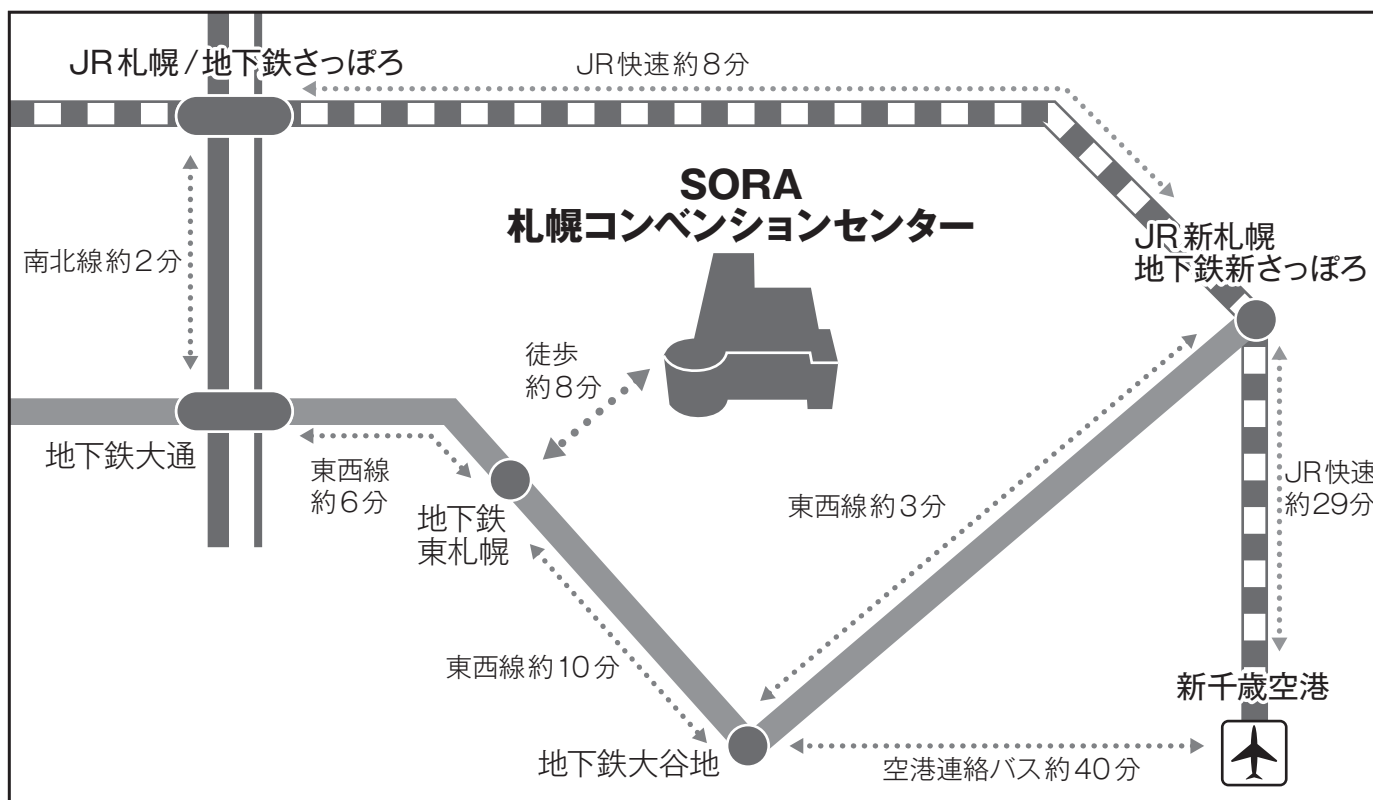 JR札幌/地下鉄さっぽろ
JR快速約8分
SORA
札幌コンベンションセンター
JR新札幌
地下鉄新さっぽろ
南北線約2分
徒歩
約8分
地下鉄大通
東西線
約6分
地下鉄
東札幌
東西線約3分
JR快速
約29分
東西線約10分
新千歳空港
地下鉄大谷地
空港連絡バス約40分